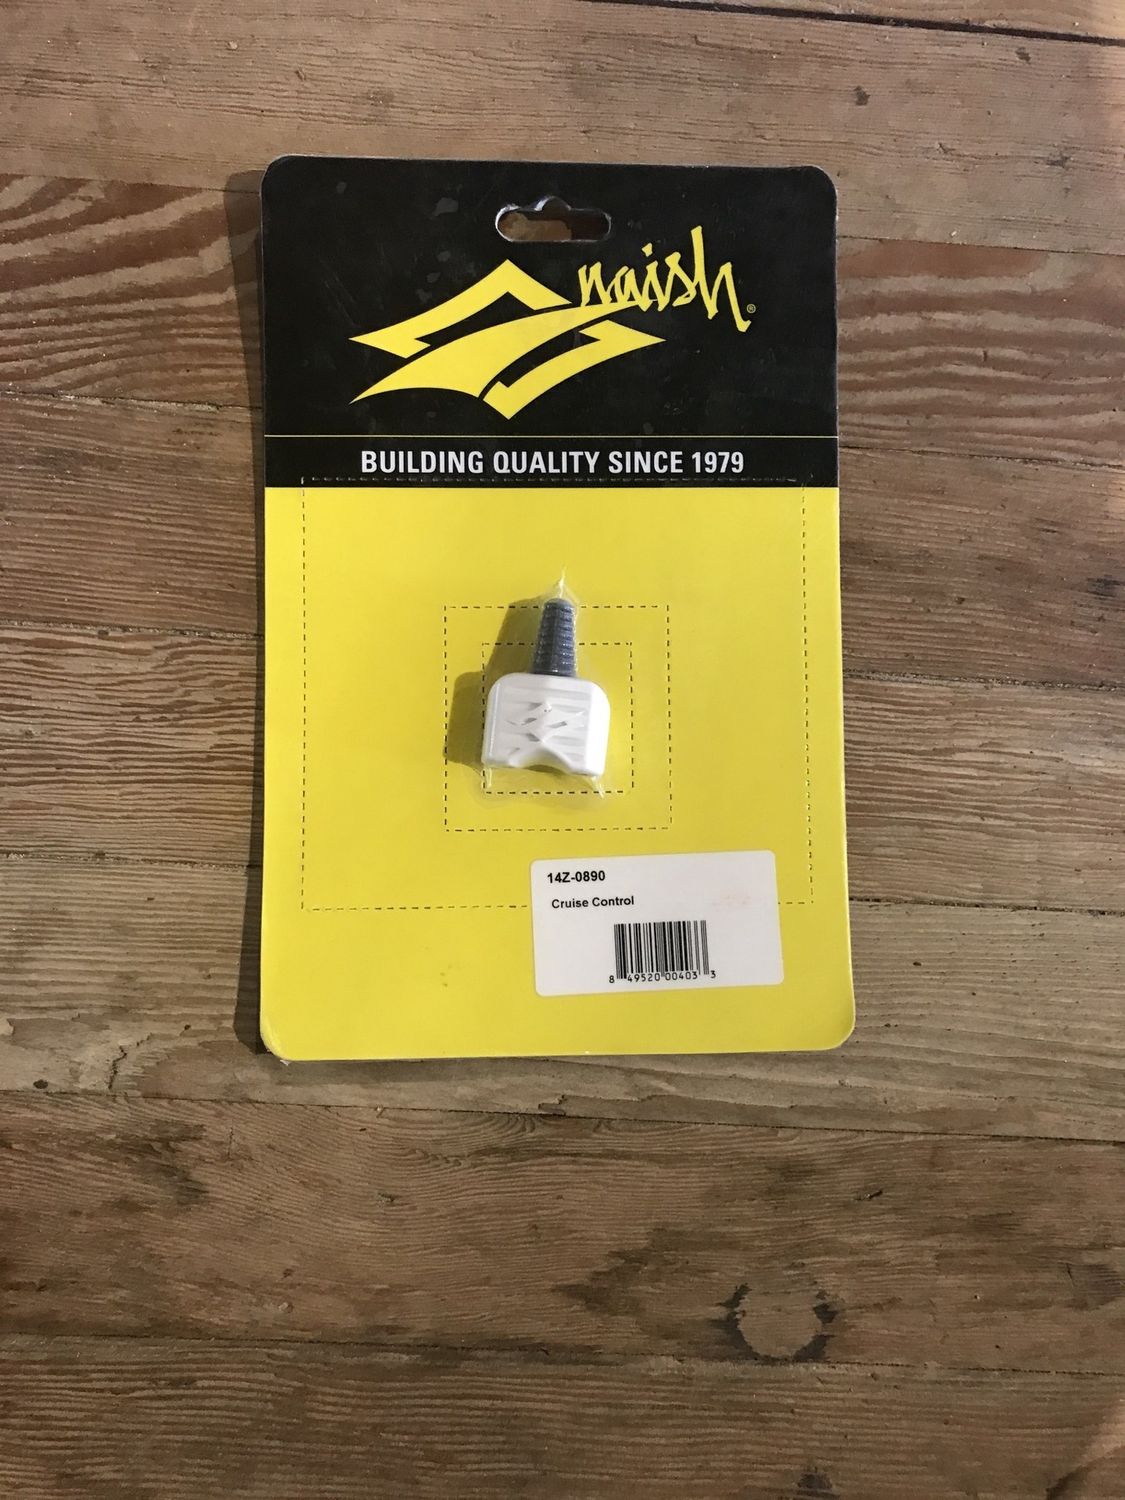 naish®
BUILDING QUALITY SINCE 1979
14Z-0890
Cruise Control
8 49520 00403 3